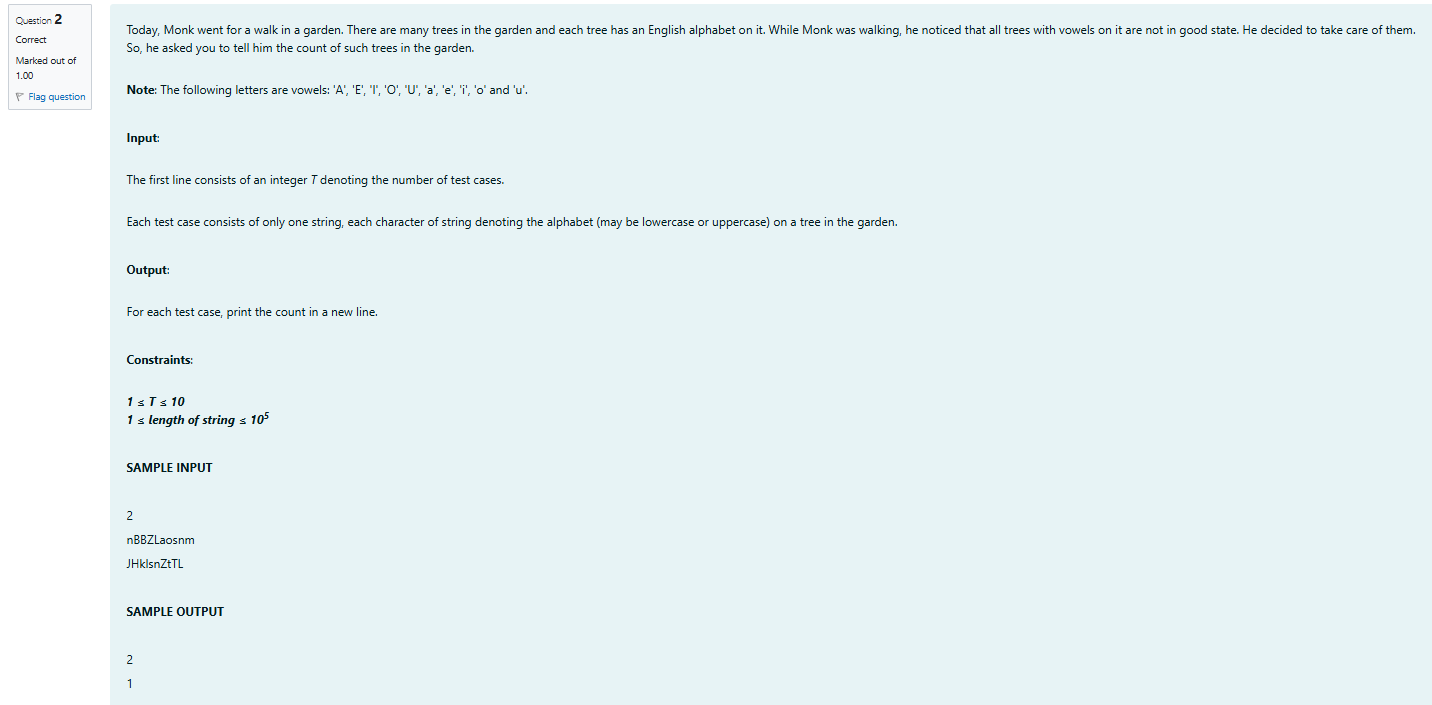 Question 2
Correct
Marked out of
1.00
Flag question
Today, Monk went for a walk in a garden. There are many trees in the garden and each tree has an English alphabet on it. While Monk was walking, he noticed that all trees with vowels on it are not in good state. He decided to take care of them.
So, he asked you to tell him the count of such trees in the garden.
Note: The following letters are vowels: 'A', 'E', 'I', 'O', 'U', 'a', 'e', 'i', 'o' and 'u'.
Input:
The first line consists of an integer T denoting the number of test cases.
Each test case consists of only one string, each character of string denoting the alphabet (may be lowercase or uppercase) on a tree in the garden.
Output:
For each test case, print the count in a new line.
Constraints:
1 ≤ T ≤ 10
1 ≤ length of string ≤ 10⁵
SAMPLE INPUT
2
nBBZLaosnm
JHkIsnZtTL
SAMPLE OUTPUT
2
1